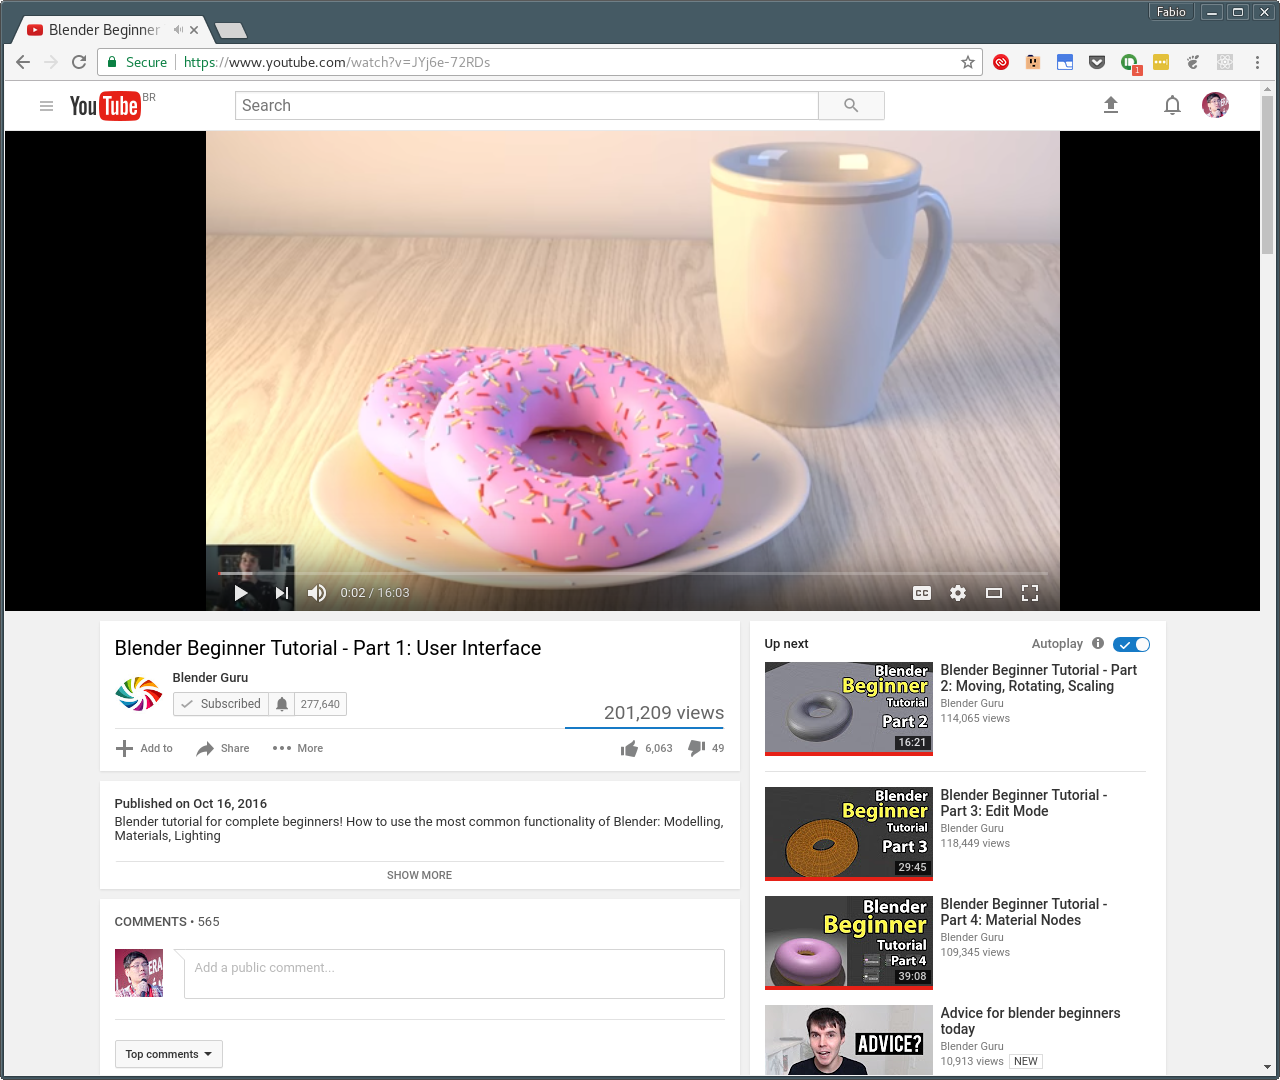 Fabio
Blender Beginner
Secure
https://www.youtube.com/watch?v=JYj6e-72RDs
1
YouTube BR
Search
0:02 / 16:03
CC
Blender Beginner Tutorial - Part 1: User Interface
Blender Guru
Subscribed
277,640
201,209 views
Add to
Share
More
6,063
49
Published on Oct 16, 2016
Blender tutorial for complete beginners! How to use the most common functionality of Blender: Modelling,
Materials, Lighting
SHOW MORE
COMMENTS • 565
ERA
Add a public comment...
Top comments
Up next
Autoplay
Blender
Beginner
Tutorial
Part 2
16:21
Blender Beginner Tutorial - Part
2: Moving, Rotating, Scaling
Blender Guru
114,065 views
Blender
Beginner
Tutorial
Part 3
29:45
Blender Beginner Tutorial -
Part 3: Edit Mode
Blender Guru
118,449 views
Blender
Beginner
Tutorial
Part 4
39:08
Blender Beginner Tutorial -
Part 4: Material Nodes
Blender Guru
109,345 views
ADVICE?
Advice for blender beginners
today
Blender Guru
10,913 views NEW